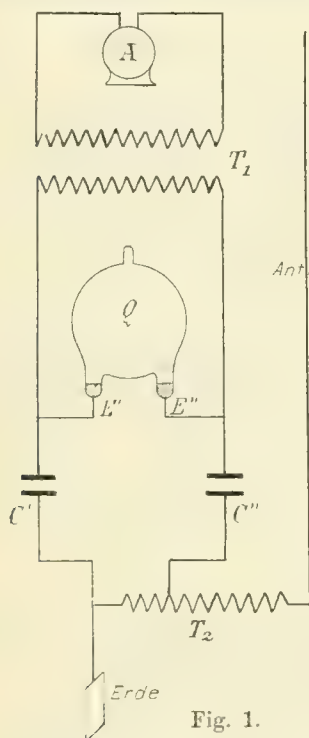 A
T1
Ant
Q
E" E"
C' C"
T2
Erde
Fig. 1.